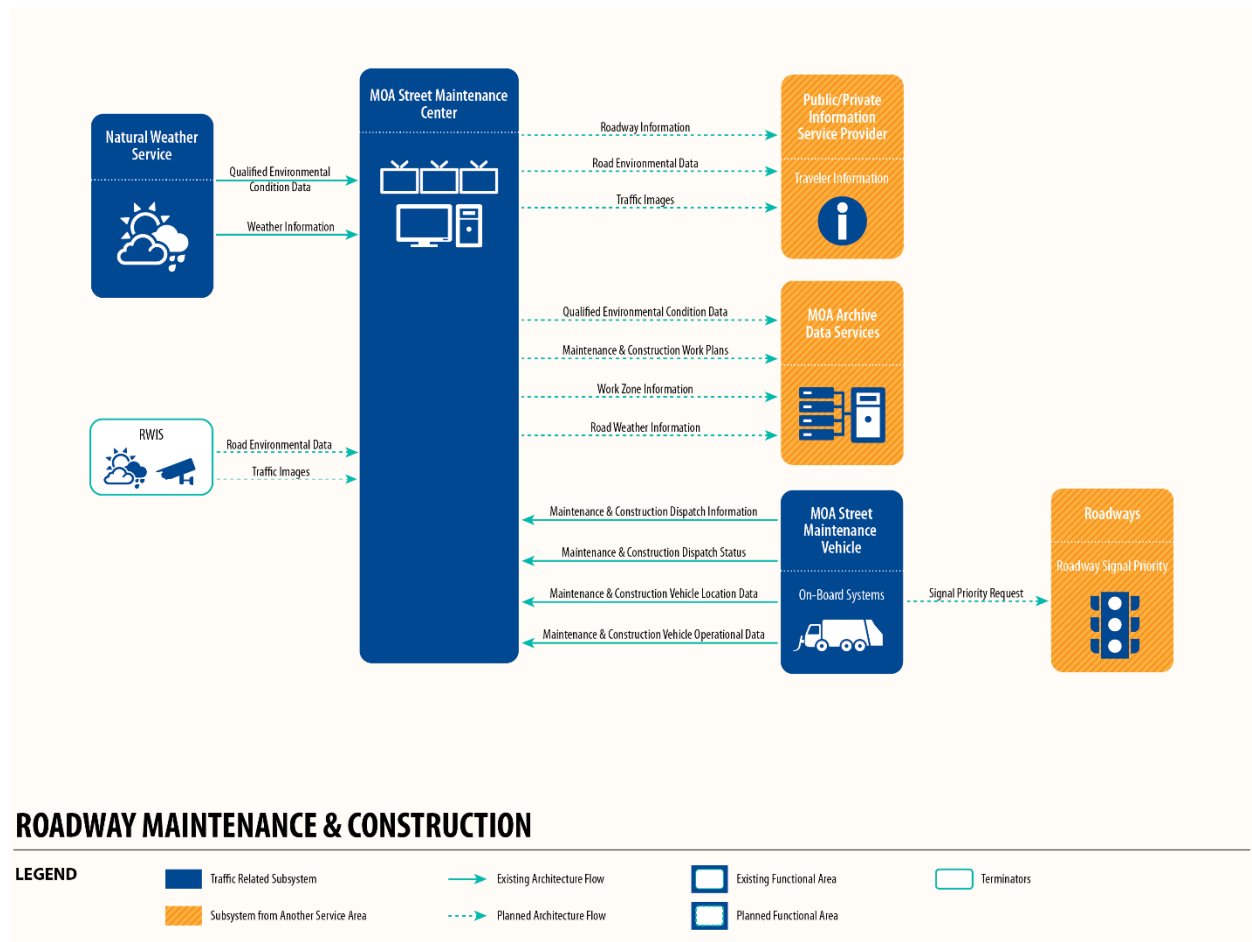 MOA Street Maintenance
Center
Natural Weather
Service
Qualified Environmental
Condition Data
Weather Information
RWIS
Road Environmental Data
Traffic Images
Roadway Information
Road Environmental Data
Traffic Images
Public/Private
Information
Service Provider
Traveler Information
Qualified Environmental Condition Data
Maintenance & Construction Work Plans
Work Zone Information
Road Weather Information
MOA Archive
Data Services
Maintenance & Construction Dispatch Information
Maintenance & Construction Dispatch Status
Maintenance & Construction Vehicle Location Data
Maintenance & Construction Vehicle Operational Data
MOA Street
Maintenance
Vehicle
On-Board Systems
Signal Priority Request
Roadways
Roadway Signal Priority
ROADWAY MAINTENANCE & CONSTRUCTION
LEGEND
Traffic Related Subsystem
Existing Architecture Flow
Existing Functional Area
Terminators
Subsystem from Another Service Area
Planned Architecture Flow
Planned Functional Area